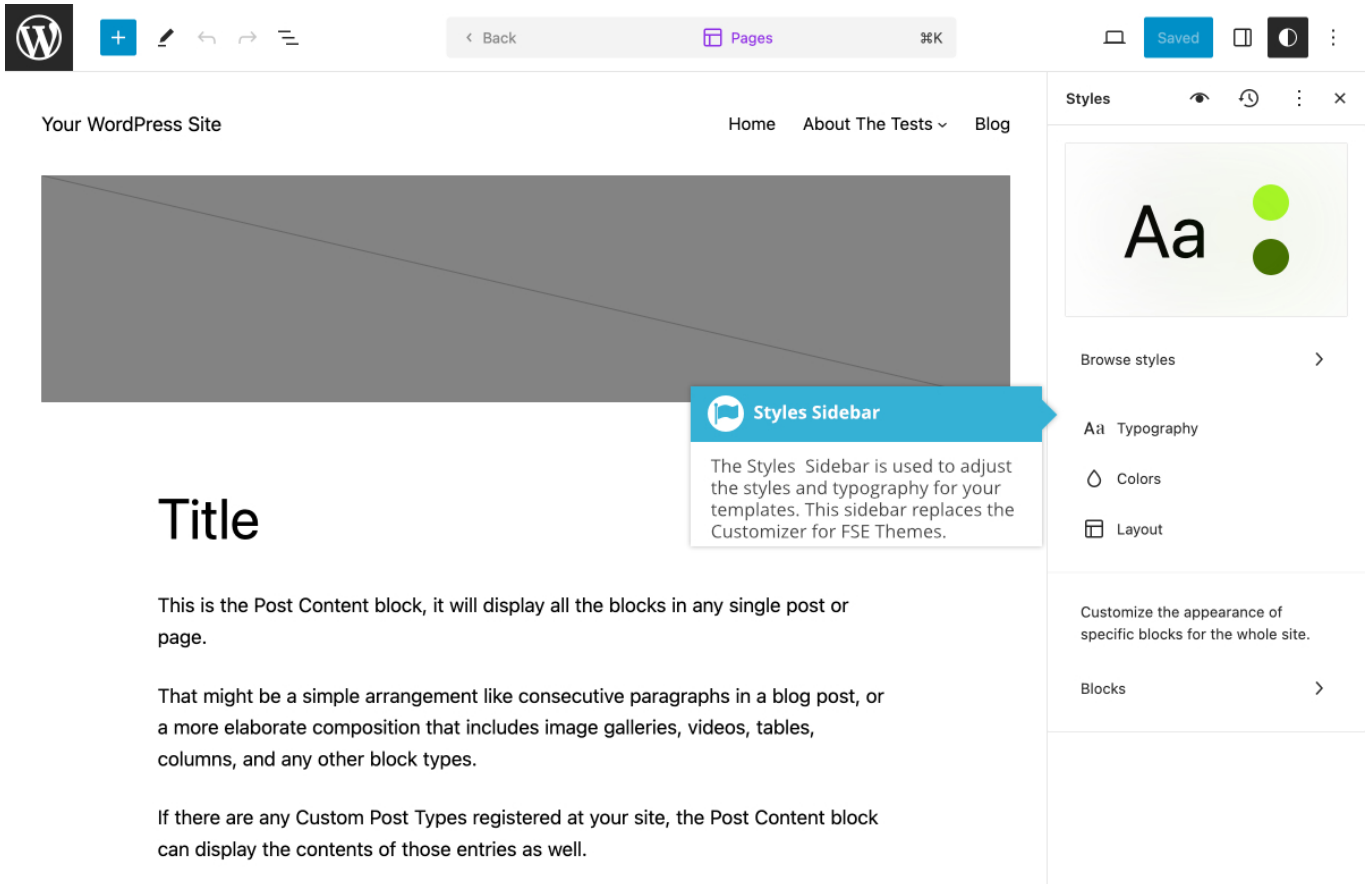 Back
Pages
⌘K
Saved
Styles
Your WordPress Site
Home
About The Tests
Blog
Aa
Browse styles
Styles Sidebar
The Styles  Sidebar is used to adjust
the styles and typography for your
templates. This sidebar replaces the
Customizer for FSE Themes.
Aa Typography
Colors
Layout
Title
This is the Post Content block, it will display all the blocks in any single post or
page.
That might be a simple arrangement like consecutive paragraphs in a blog post, or
a more elaborate composition that includes image galleries, videos, tables,
columns, and any other block types.
If there are any Custom Post Types registered at your site, the Post Content block
can display the contents of those entries as well.
Customize the appearance of
specific blocks for the whole site.
Blocks